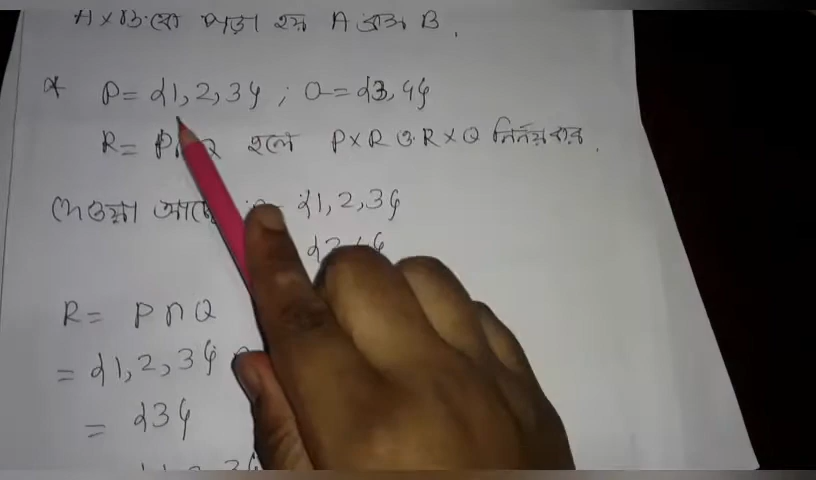 A×B কে পড়া হয় A ক্রস B .
* P= {1,2,3} ; Q= {3,4}
R= P∩Q হলে P×R ও R×Q নির্নয় কর .
দেওয়া আছে {1,2,3}
R= P∩Q
= {1,2,3}
= {3}